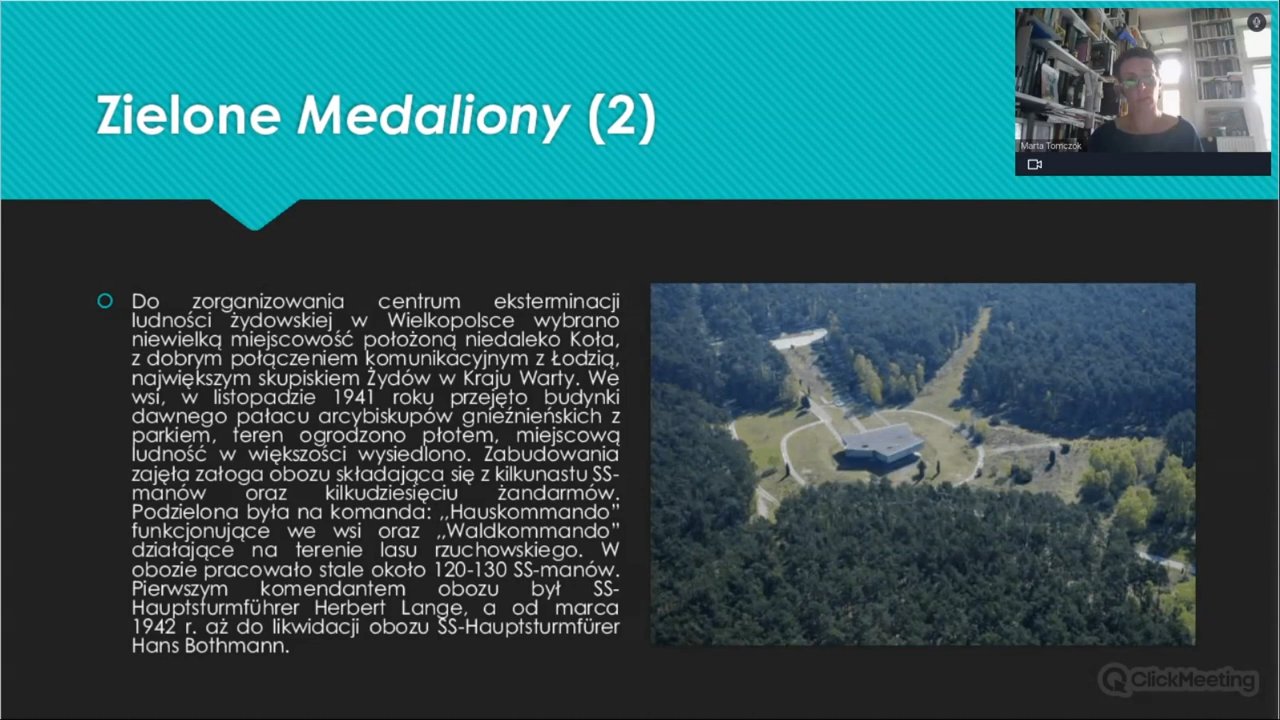 Zielone Medaliony (2)
Marta Tomczok
Do zorganizowania centrum eksterminacji
ludności żydowskiej w Wielkopolsce wybrano
niewielką miejscowość położoną niedaleko Koła,
z dobrym połączeniem komunikacyjnym z Łodzią,
największym skupiskiem Żydów w Kraju Warty. We
wsi, w listopadzie 1941 roku przejęto budynki
dawnego pałacu arcybiskupów gnieźnieńskich z
parkiem, teren ogrodzono płotem, miejscową
ludność w większości wysiedlono. Zabudowania
zajęła załoga obozu składająca się z kilkunastu SS-
manów oraz kilkudziesięciu żandarmów.
Podzielona była na komanda: ,,Hauskommando”
funkcjonujące we wsi oraz ,,Waldkommando”
działające na terenie lasu rzuchowskiego. W
obozie pracowało stale około 120-130 SS-manów.
Pierwszym komendantem obozu był SS-
Hauptsturmführer Herbert Lange, a od marca
1942 r. aż do likwidacji obozu SS-Hauptsturmfürer
Hans Bothmann.
ClickMeeting